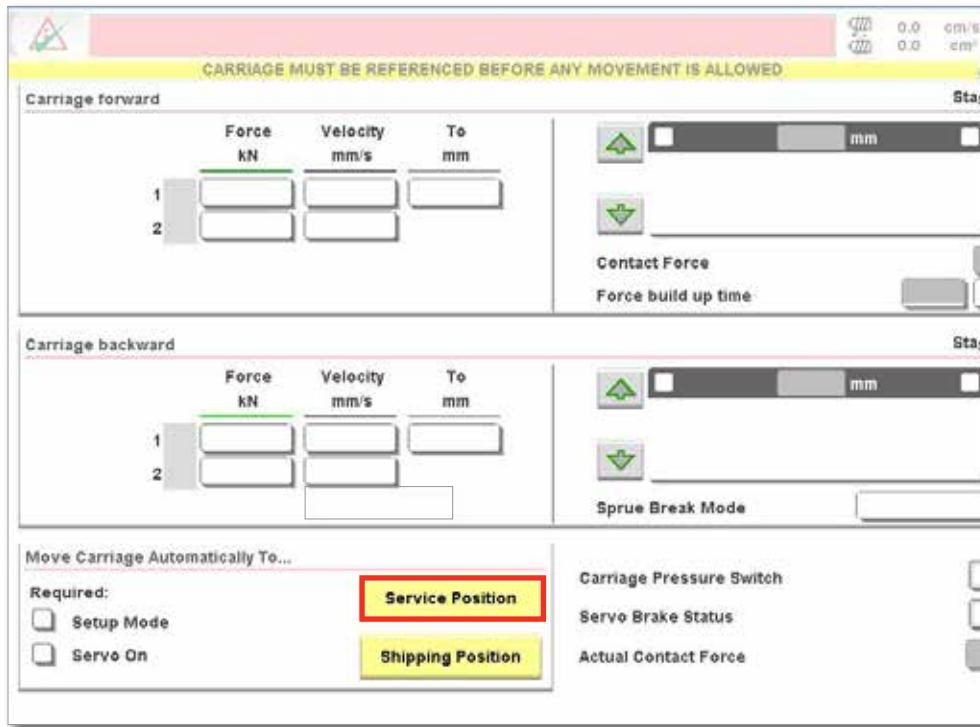 0.0 cm/s
0.0 cm³
CARRIAGE MUST BE REFERENCED BEFORE ANY MOVEMENT IS ALLOWED
Carriage forward
Force Velocity To
kN mm/s mm
mm
1
2
Contact Force
Force build up time
Carriage backward
Force Velocity To
kN mm/s mm
mm
1
2
Sprue Break Mode
Move Carriage Automatically To...
Required:
Setup Mode
Servo On
Service Position
Shipping Position
Carriage Pressure Switch
Servo Brake Status
Actual Contact Force